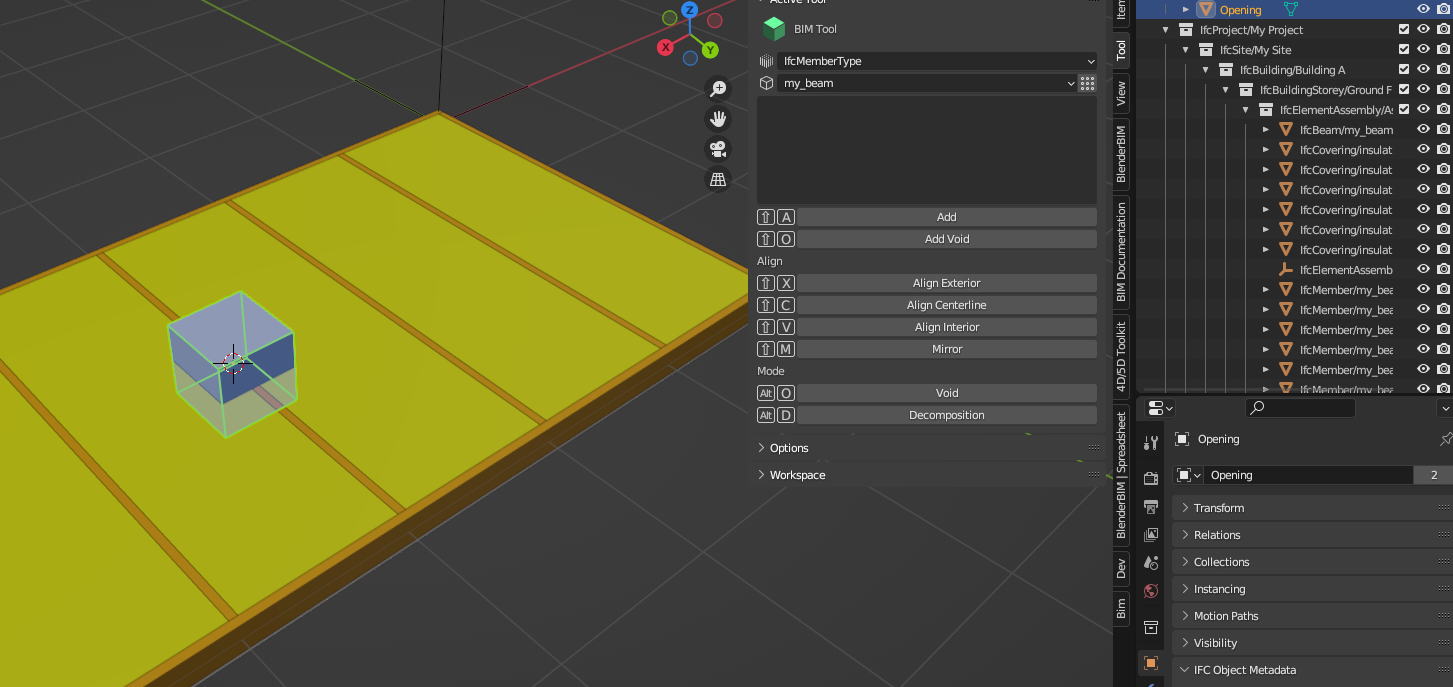 Active Tool
BIM Tool
IfcMemberType
my_beam
A Add
O Add Void
Align
X Align Exterior
C Align Centerline
V Align Interior
M Mirror
Mode
Alt O Void
Alt D Decomposition
Options
Workspace
Z
X
Y
Item
Tool
View
BlenderBIM
BIM Documentation
4D/5D Toolkit
BlenderBIM | Spreadsheet
Dev
Bim
Opening
IfcProject/My Project
IfcSite/My Site
IfcBuilding/Building A
IfcBuildingStorey/Ground F
IfcElementAssembly/As
IfcBeam/my_beam
IfcCovering/insulat
IfcCovering/insulat
IfcCovering/insulat
IfcCovering/insulat
IfcCovering/insulat
IfcCovering/insulat
IfcElementAssemb
IfcMember/my_bea
IfcMember/my_bea
IfcMember/my_bea
IfcMember/my_bea
IfcMember/my_bea
IfcMember/my_bea
Opening
Opening 2
Transform
Relations
Collections
Instancing
Motion Paths
Visibility
IFC Object Metadata